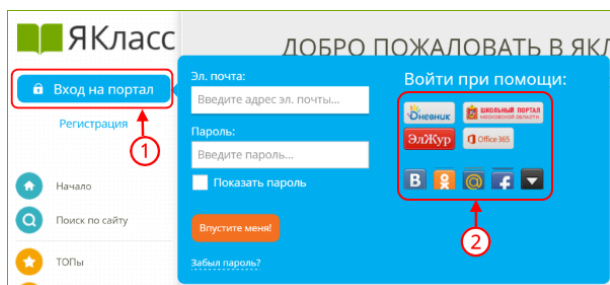 ЯКласс
ДОБРО ПОЖАЛОВАТЬ В ЯКЛ
Вход на портал
Регистрация
1
Начало
Поиск по сайту
ТОПы
Эл. почта:
Введите адрес эл. почты...
Пароль:
Введите пароль...
Показать пароль
Впустите меня!
Забыл пароль?
Войти при помощи:
Дневник
ШКОЛЬНЫЙ ПОРТАЛ
МОСКОВСКОЙ ОБЛАСТИ
ЭлЖур
Office 365
В @ f
2